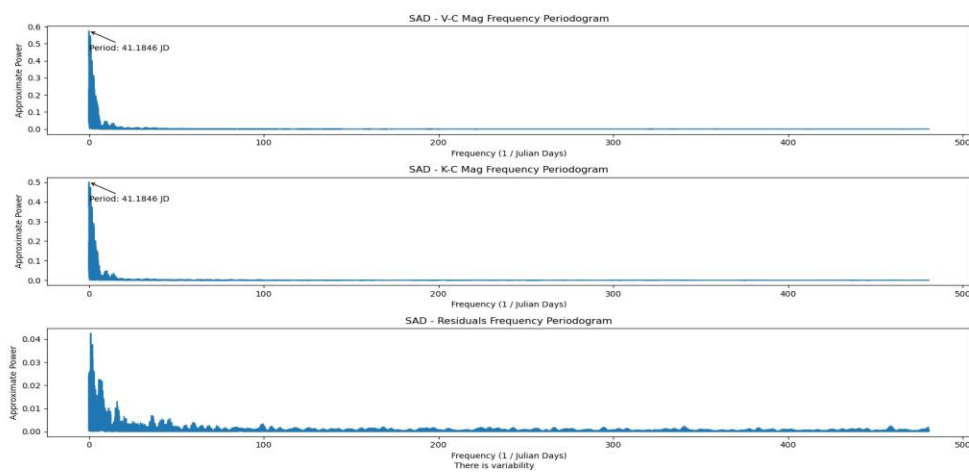 SAD - V-C Mag Frequency Periodogram
0.6
0.5
0.4
0.3
0.2
0.1
0.0
Approximate Power
Period: 41.1846 JD
0 100 200 300 400 500
Frequency (1 / Julian Days)
SAD - K-C Mag Frequency Periodogram
0.5
0.4
0.3
0.2
0.1
0.0
Approximate Power
Period: 41.1846 JD
0 100 200 300 400 500
Frequency (1 / Julian Days)
SAD - Residuals Frequency Periodogram
0.04
0.03
0.02
0.01
0.00
Approximate Power
0 100 200 300 400 500
Frequency (1 / Julian Days)
There is variability